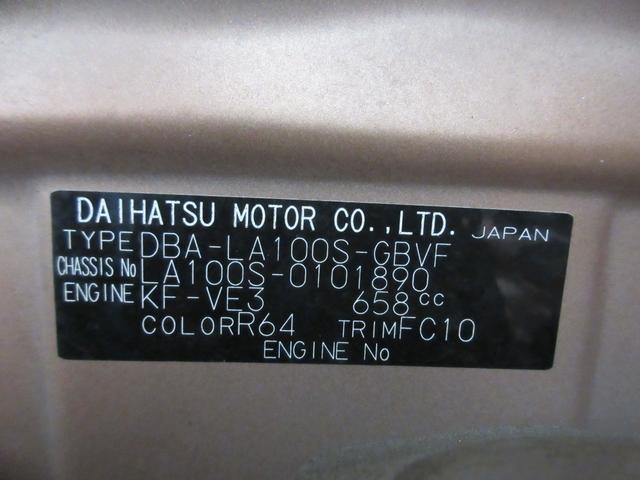 DAIHATSU MOTOR CO.,LTD. JAPAN
TYPE DBA-LA100S-GBVF
CHASSIS No LA100S-0101890
ENGINE KF-VE3 658cc
COLOR R64 TRIM FC10
ENGINE No